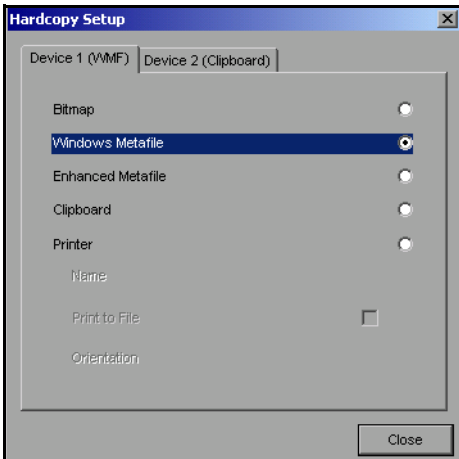 Hardcopy Setup
Device 1 (WMF) Device 2 (Clipboard)
Bitmap
Windows Metafile
Enhanced Metafile
Clipboard
Printer
Name
Print to File
Orientation
Close